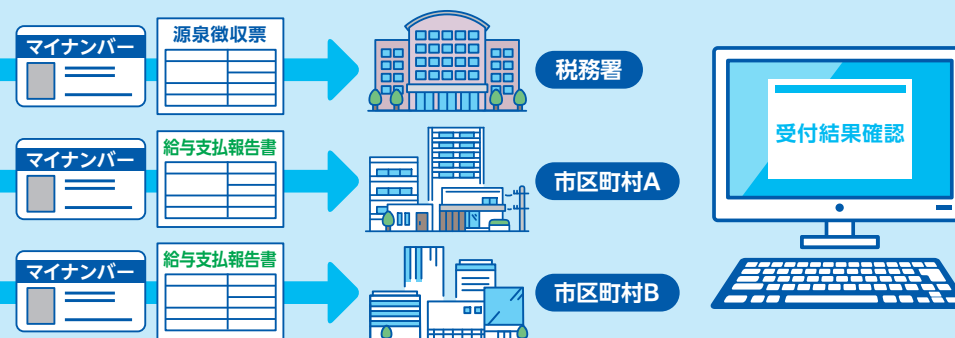 マイナンバー
源泉徴収票
税務署
マイナンバー
給与支払報告書
市区町村A
マイナンバー
給与支払報告書
市区町村B
受付結果確認